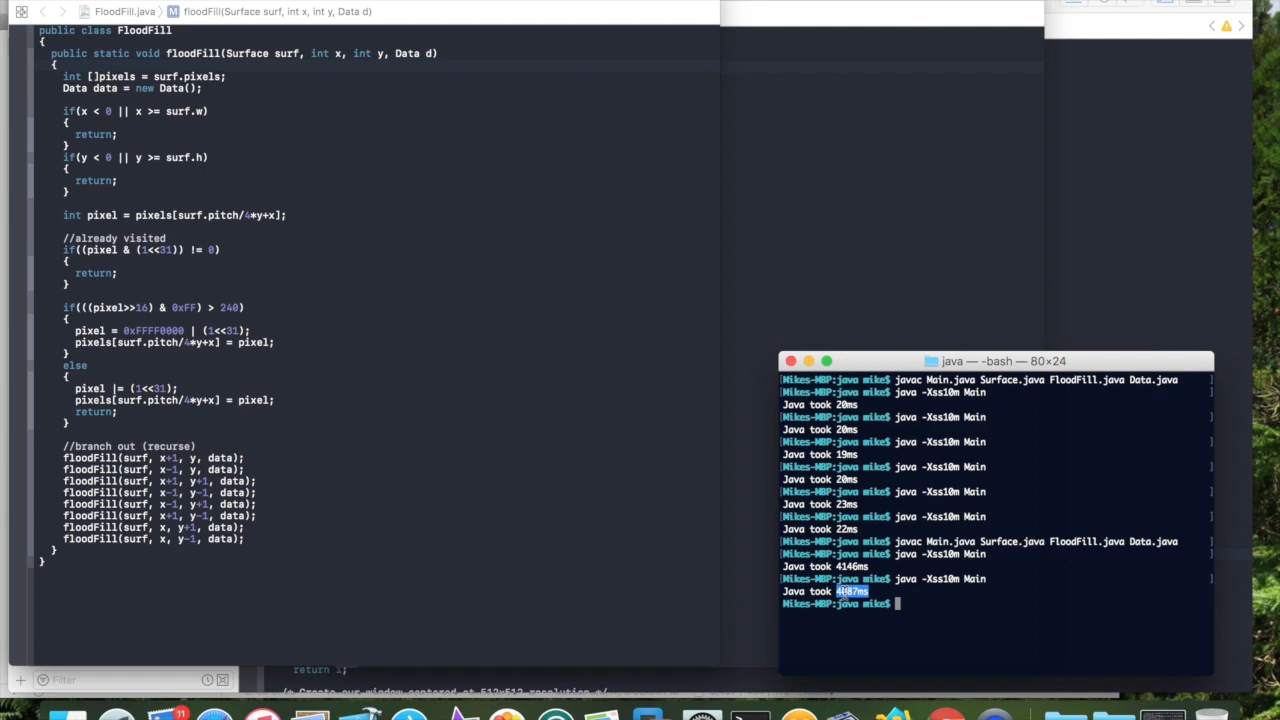 FloodFill.java › M floodFill(Surface surf, int x, int y, Data d)
public class FloodFill
{
public static void floodFill(Surface surf, int x, int y, Data d)
{
int []pixels = surf.pixels;
Data data = new Data();
if(x < 0 || x >= surf.w)
{
return;
}
if(y < 0 || y >= surf.h)
{
return;
}
int pixel = pixels[surf.pitch/4*y+x];
//already visited
if((pixel & (1<<31)) != 0)
{
return;
}
if(((pixel>>16) & 0xFF) > 240)
{
pixel = 0xFFFF0000 | (1<<31);
pixels[surf.pitch/4*y+x] = pixel;
}
else
{
pixel |= (1<<31);
pixels[surf.pitch/4*y+x] = pixel;
return;
}
//branch out (recurse)
floodFill(surf, x+1, y, data);
floodFill(surf, x-1, y, data);
floodFill(surf, x+1, y+1, data);
floodFill(surf, x-1, y-1, data);
floodFill(surf, x-1, y+1, data);
floodFill(surf, x+1, y-1, data);
floodFill(surf, x, y+1, data);
floodFill(surf, x, y-1, data);
}
}
Filter
return 1;
/* Create our window centered at 512x512 resolution */
11
java — -bash — 80×24
[Mikes-MBP:java mike$ javac Main.java Surface.java FloodFill.java Data.java ]
[Mikes-MBP:java mike$ java -Xss10m Main ]
Java took 20ms
[Mikes-MBP:java mike$ java -Xss10m Main ]
Java took 20ms
[Mikes-MBP:java mike$ java -Xss10m Main ]
Java took 19ms
[Mikes-MBP:java mike$ java -Xss10m Main ]
Java took 20ms
[Mikes-MBP:java mike$ java -Xss10m Main ]
Java took 23ms
[Mikes-MBP:java mike$ java -Xss10m Main ]
Java took 22ms
[Mikes-MBP:java mike$ javac Main.java Surface.java FloodFill.java Data.java ]
[Mikes-MBP:java mike$ java -Xss10m Main ]
Java took 4146ms
[Mikes-MBP:java mike$ java -Xss10m Main ]
Java took 4087ms
Mikes-MBP:java mike$